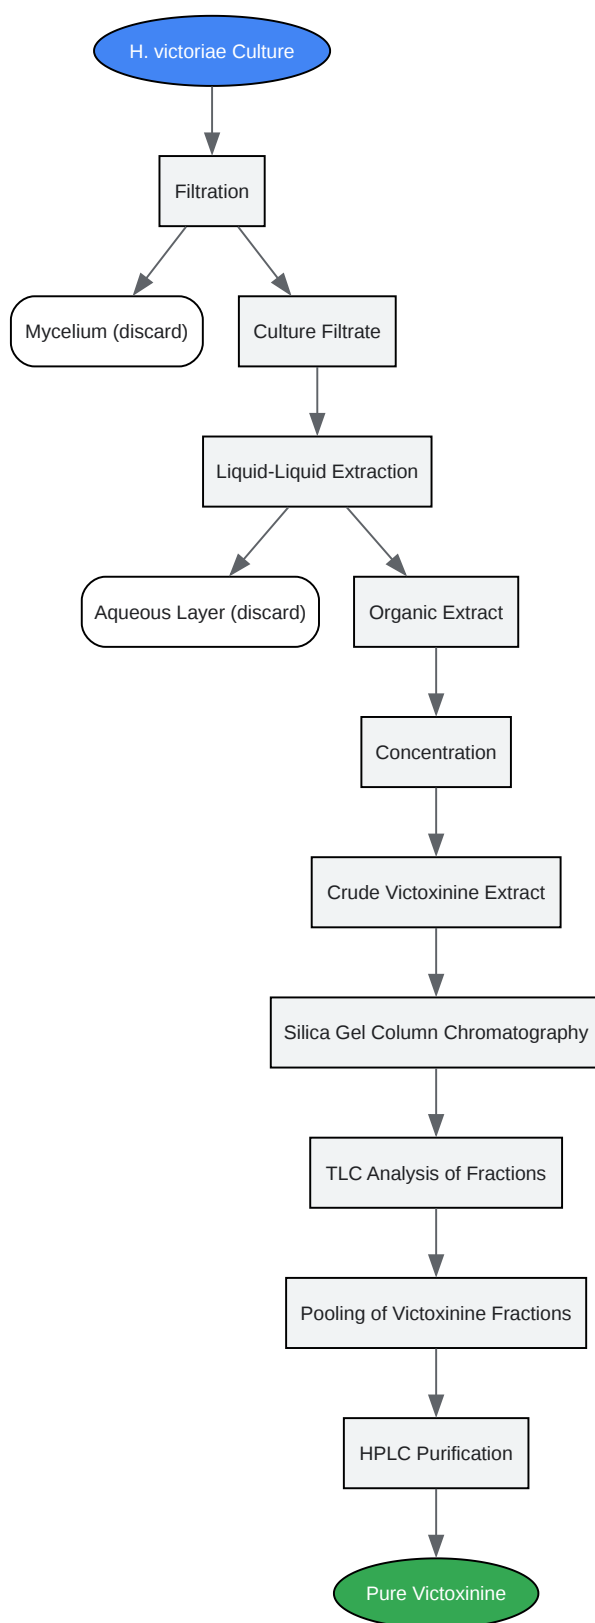 H. victoriae Culture
Filtration
Mycelium (discard)
Culture Filtrate
Liquid-Liquid Extraction
Aqueous Layer (discard)
Organic Extract
Concentration
Crude Victoxinine Extract
Silica Gel Column Chromatography
TLC Analysis of Fractions
Pooling of Victoxinine Fractions
HPLC Purification
Pure Victoxinine